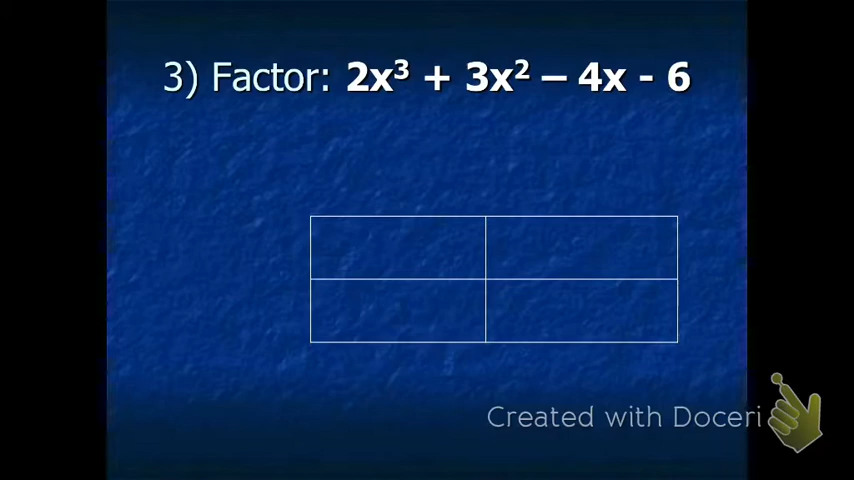 3) Factor: 2x³ + 3x² – 4x - 6
Created with Doceri